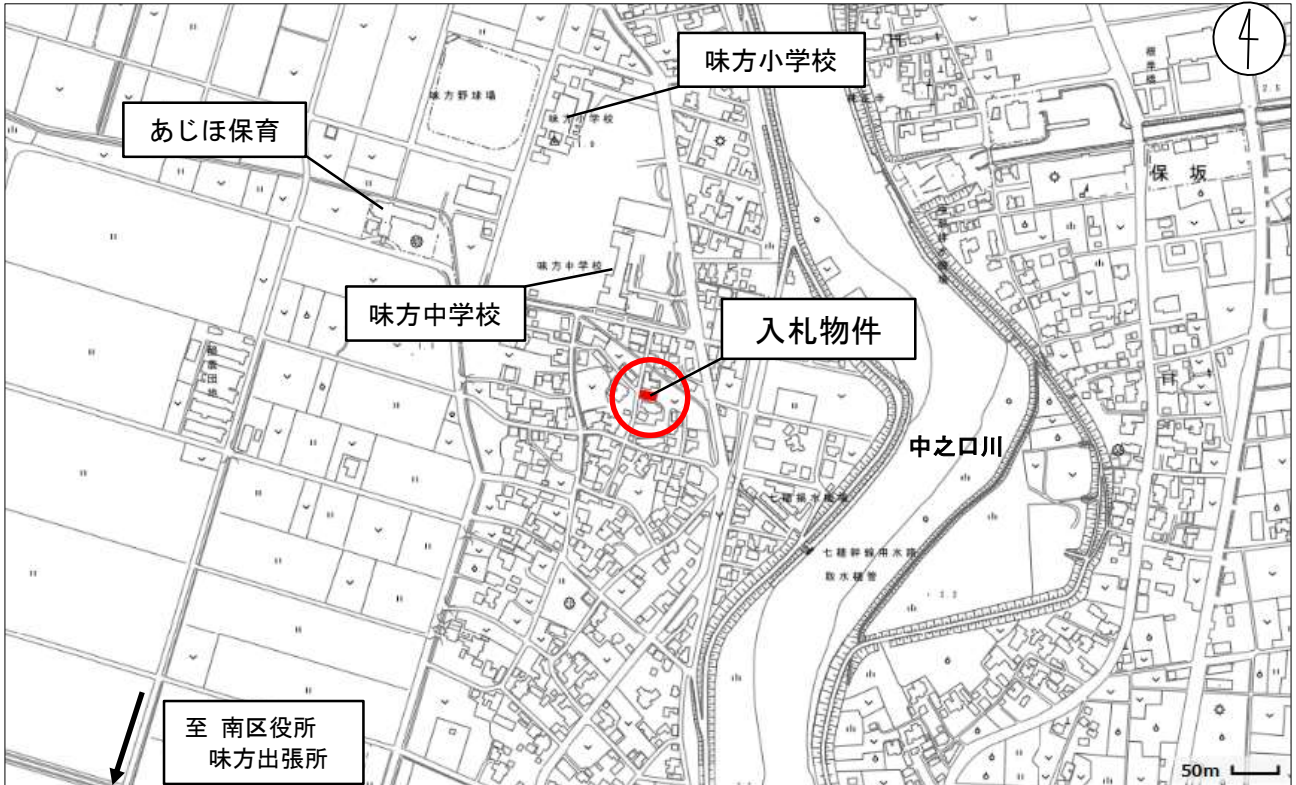 味方小学校
味方野球場
味方小学校
あじほ保育
保坂
味方中学校
味方中学校
入札物件
中之口川
七穂揚水機場
七穂幹線用水路
取水樋管
至 南区役所
味方出張所
50m